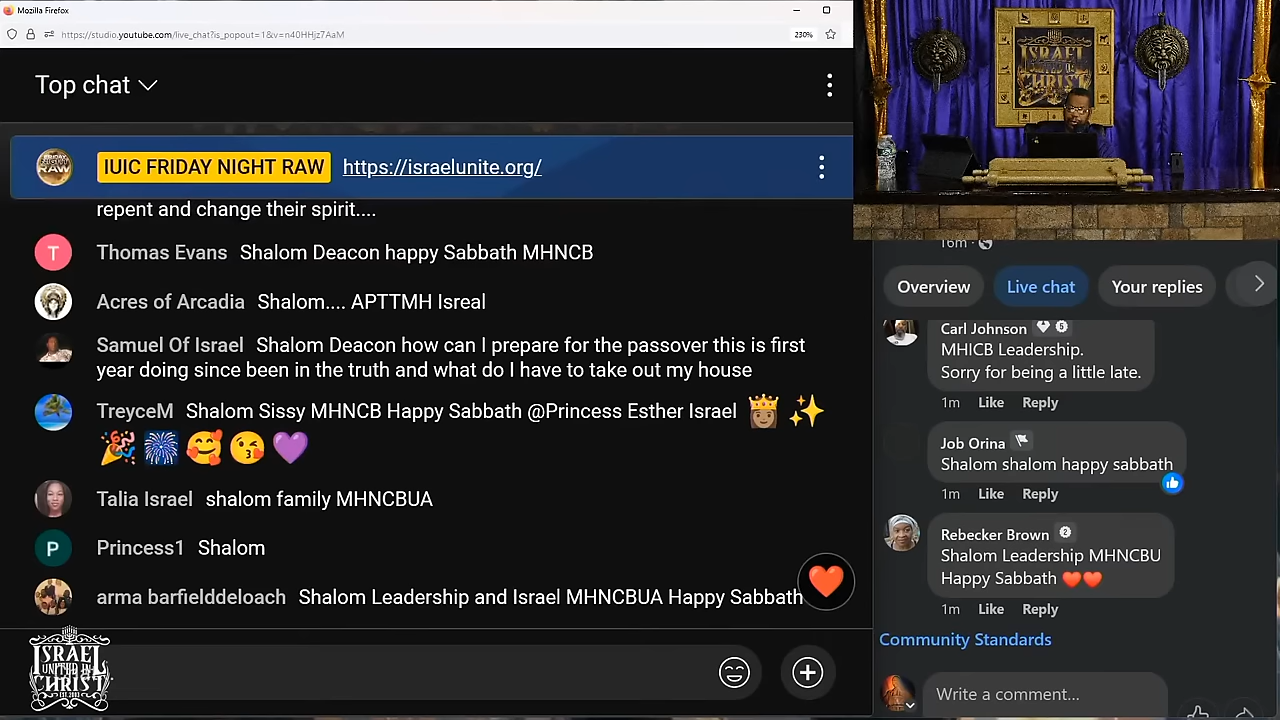 Mozilla Firefox
https://studio.youtube.com/live_chat?is_popout=1&v=n40HHjz7AaM
230%
Top chat
IUIC FRIDAY NIGHT RAW https://israelunite.org/
repent and change their spirit....
T
Thomas Evans Shalom Deacon happy Sabbath MHNCB
Acres of Arcadia Shalom.... APTTMH Isreal
Samuel Of Israel Shalom Deacon how can I prepare for the passover this is first
year doing since been in the truth and what do I have to take out my house
TreyceM Shalom Sissy MHNCB Happy Sabbath @Princess Esther Israel 👸🏽 ✨
🎉 🎆 🥰 😘 💜
Talia Israel shalom family MHNCBUA
P
Princess1 Shalom
arma barfielddeloach Shalom Leadership and Israel MHNCBUA Happy Sabbath
ISRAEL
UNITED IN
CHRIST
EST. 2003
ISRAEL
UNITED IN
CHRIST
16m
Overview
Live chat
Your replies
Carl Johnson
MHICB Leadership.
Sorry for being a little late.
1m Like Reply
Job Orina
Shalom shalom happy sabbath
1m Like Reply
Rebecker Brown
Shalom Leadership MHNCBU
Happy Sabbath ❤️❤️
1m Like Reply
Community Standards
Write a comment...